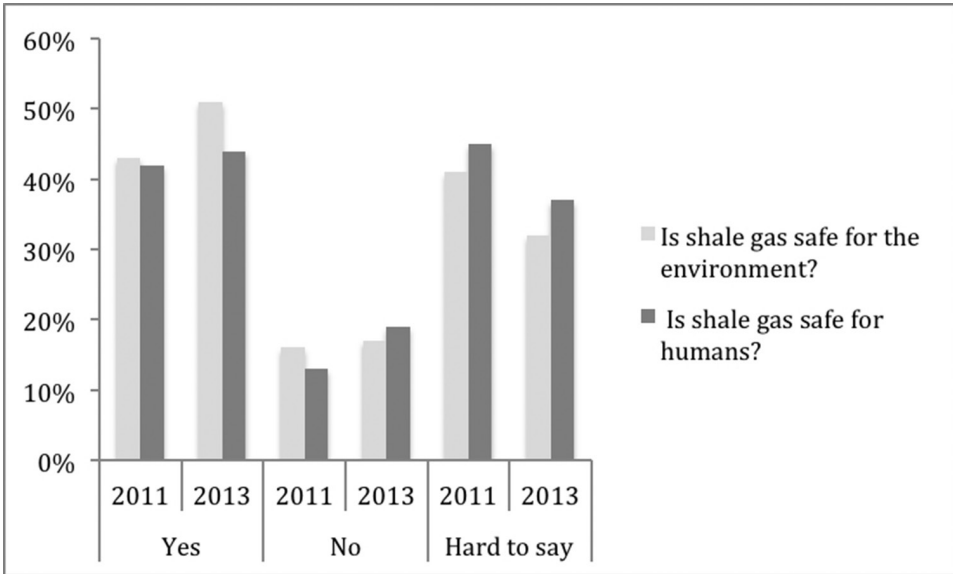 60%
50%
40%
30%
20%
10%
0%
2011 2013 2011 2013 2011 2013
Yes No Hard to say
Is shale gas safe for the
environment?
Is shale gas safe for
humans?